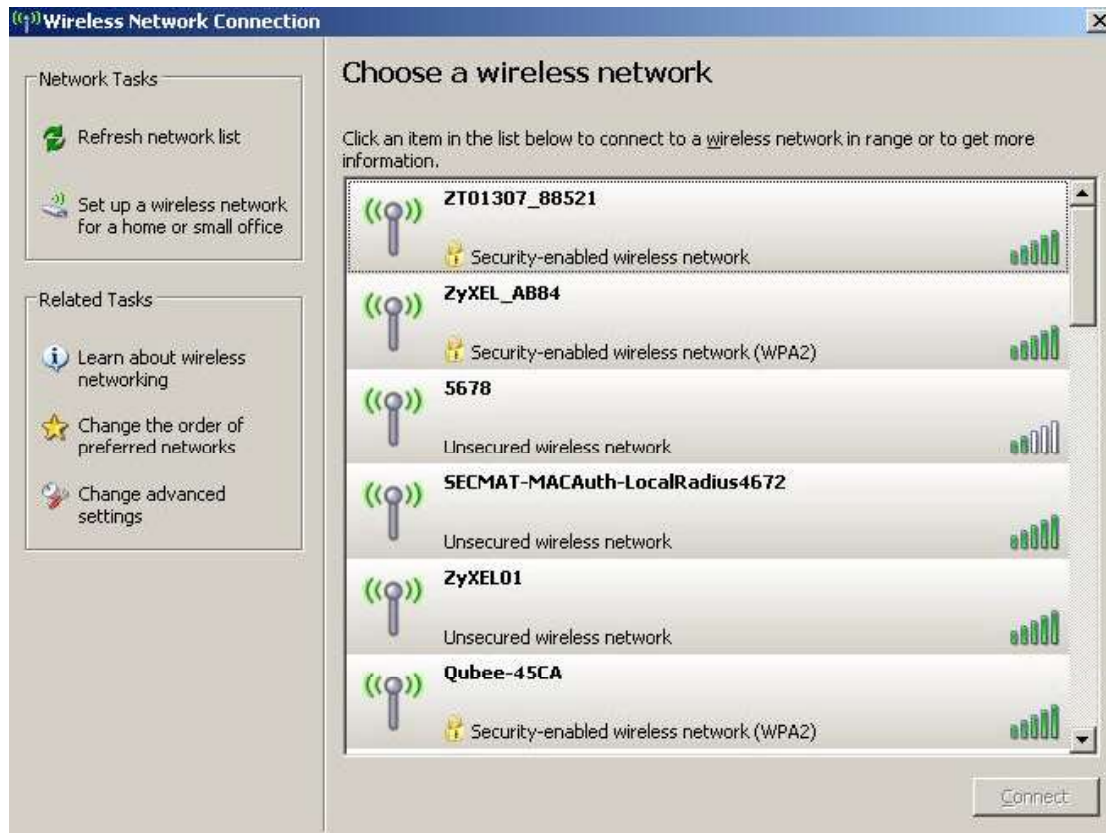 Wireless Network Connection
Network Tasks
Refresh network list
Set up a wireless network
for a home or small office
Related Tasks
Learn about wireless
networking
Change the order of
preferred networks
Change advanced
settings
Choose a wireless network
Click an item in the list below to connect to a wireless network in range or to get more
information.
ZT01307_88521
Security-enabled wireless network
ZyXEL_AB84
Security-enabled wireless network (WPA2)
5678
Unsecured wireless network
SECMAT-MACAuth-LocalRadius4672
Unsecured wireless network
ZyXEL01
Unsecured wireless network
Qubee-45CA
Security-enabled wireless network (WPA2)
Connect